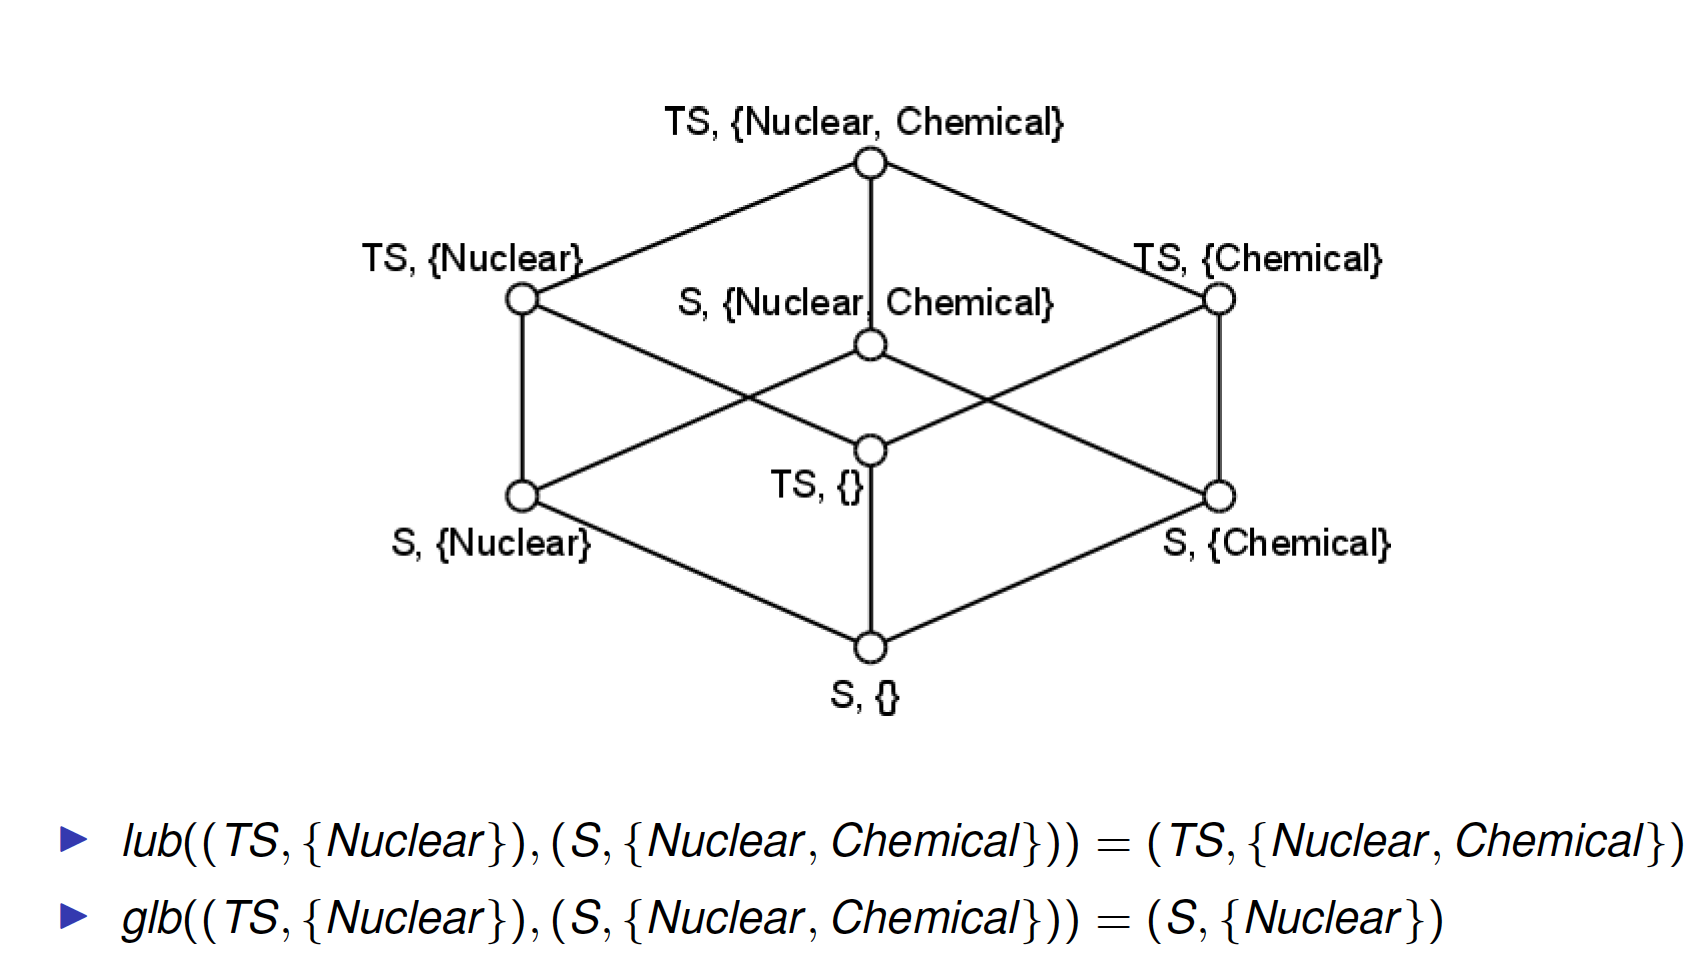 TS, {Nuclear, Chemical}
TS, {Nuclear}
TS, {Chemical}
S, {Nuclear, Chemical}
TS, {}
S, {Nuclear}
S, {Chemical}
S, {}
▶ lub((TS, {Nuclear}), (S, {Nuclear, Chemical})) = (TS, {Nuclear, Chemical})
▶ glb((TS, {Nuclear}), (S, {Nuclear, Chemical})) = (S, {Nuclear})